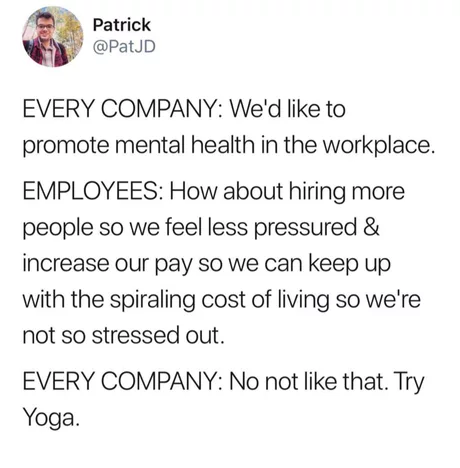 Patrick
@PatJD
EVERY COMPANY: We'd like to
promote mental health in the workplace.
EMPLOYEES: How about hiring more
people so we feel less pressured &
increase our pay so we can keep up
with the spiraling cost of living so we're
not so stressed out.
EVERY COMPANY: No not like that. Try
Yoga.